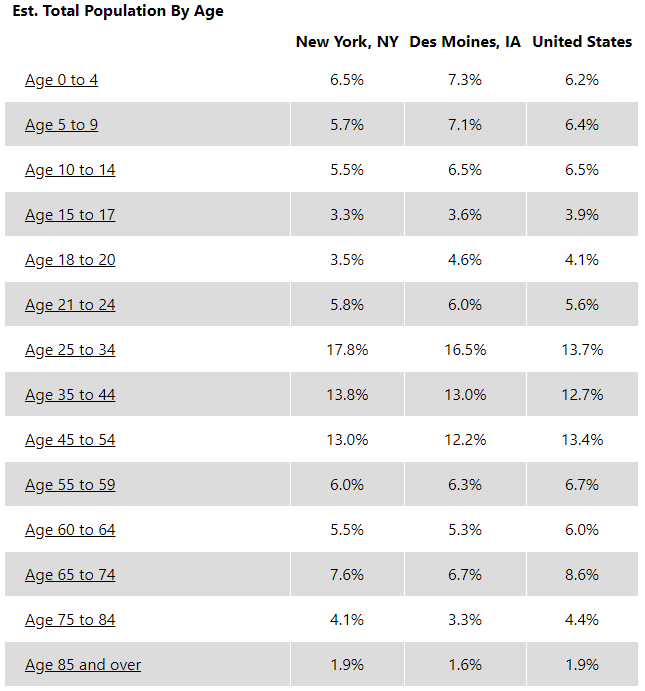 Est. Total Population By Age
New York, NY Des Moines, IA United States
Age 0 to 4 6.5% 7.3% 6.2%
Age 5 to 9 5.7% 7.1% 6.4%
Age 10 to 14 5.5% 6.5% 6.5%
Age 15 to 17 3.3% 3.6% 3.9%
Age 18 to 20 3.5% 4.6% 4.1%
Age 21 to 24 5.8% 6.0% 5.6%
Age 25 to 34 17.8% 16.5% 13.7%
Age 35 to 44 13.8% 13.0% 12.7%
Age 45 to 54 13.0% 12.2% 13.4%
Age 55 to 59 6.0% 6.3% 6.7%
Age 60 to 64 5.5% 5.3% 6.0%
Age 65 to 74 7.6% 6.7% 8.6%
Age 75 to 84 4.1% 3.3% 4.4%
Age 85 and over 1.9% 1.6% 1.9%